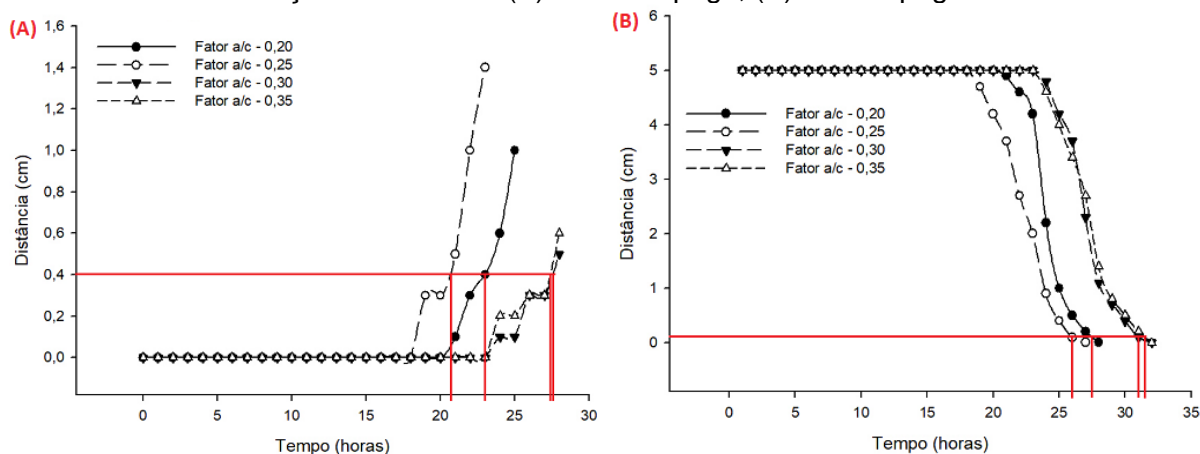 (A)
1,6
1,4
1,2
1,0
0,8
0,6
0,4
0,2
0,0
Distância (cm)
Fator a/c - 0,20
Fator a/c - 0,25
Fator a/c - 0,30
Fator a/c - 0,35
0 5 10 15 20 25 30
Tempo (horas)
(B)
6
5
4
3
2
1
0
Distância (cm)
Fator a/c - 0,20
Fator a/c - 0,25
Fator a/c - 0,30
Fator a/c - 0,35
0 5 10 15 20 25 30 35
Tempo (horas)